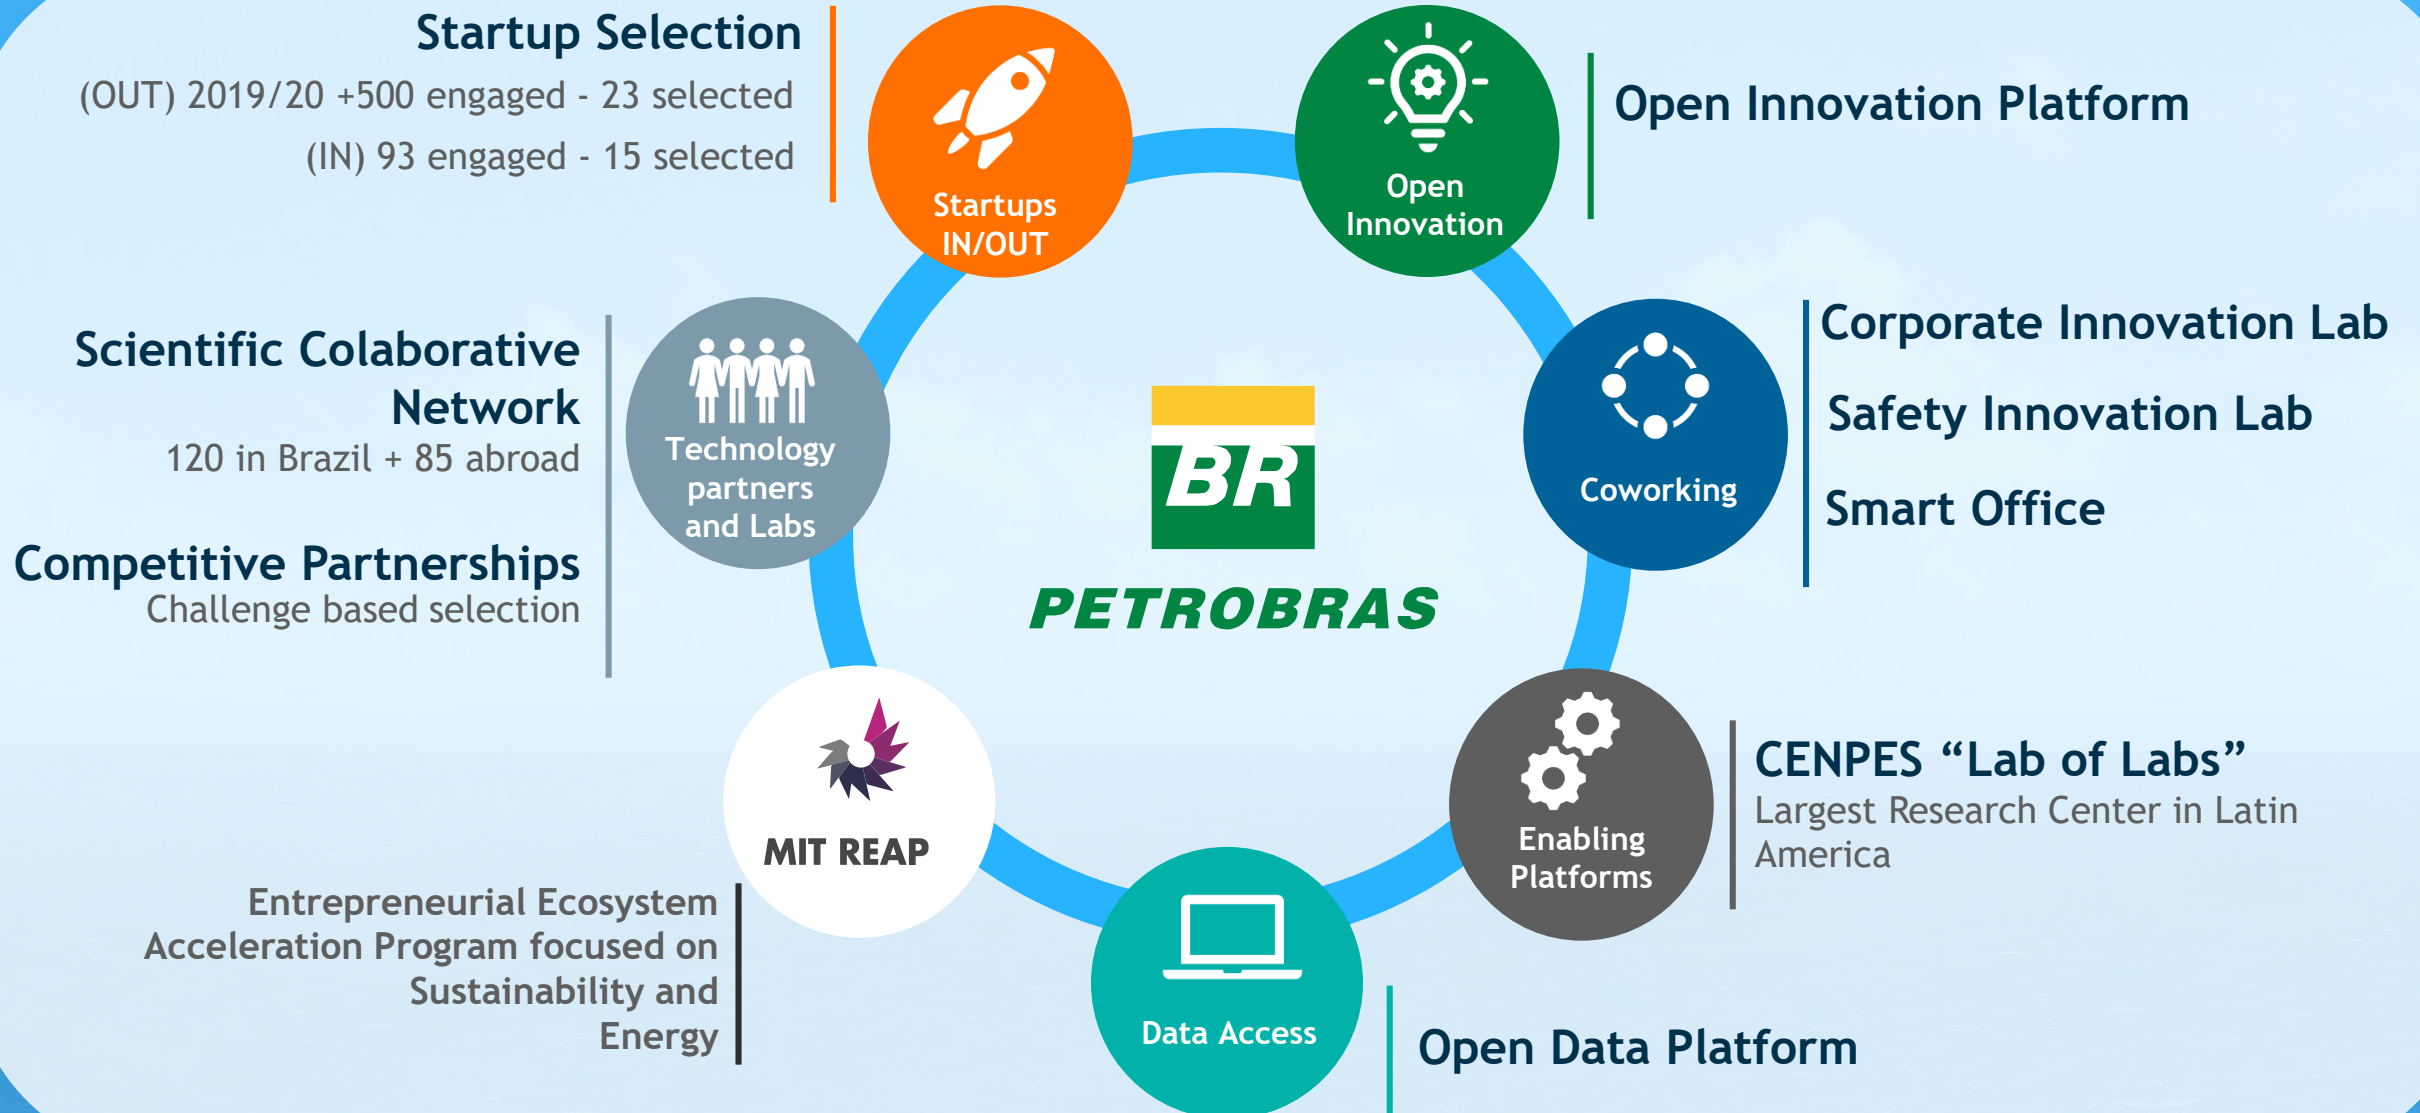 Startup Selection
(OUT) 2019/20 +500 engaged - 23 selected
(IN) 93 engaged - 15 selected
Startups
IN/OUT
Open
Innovation
Open Innovation Platform
Scientific Colaborative
Network
120 in Brazil + 85 abroad
Competitive Partnerships
Challenge based selection
Technology
partners
and Labs
BR
PETROBRAS
Coworking
Corporate Innovation Lab
Safety Innovation Lab
Smart Office
MIT REAP
Entrepreneurial Ecosystem
Acceleration Program focused on
Sustainability and
Energy
Enabling
Platforms
CENPES “Lab of Labs”
Largest Research Center in Latin
America
Data Access
Open Data Platform